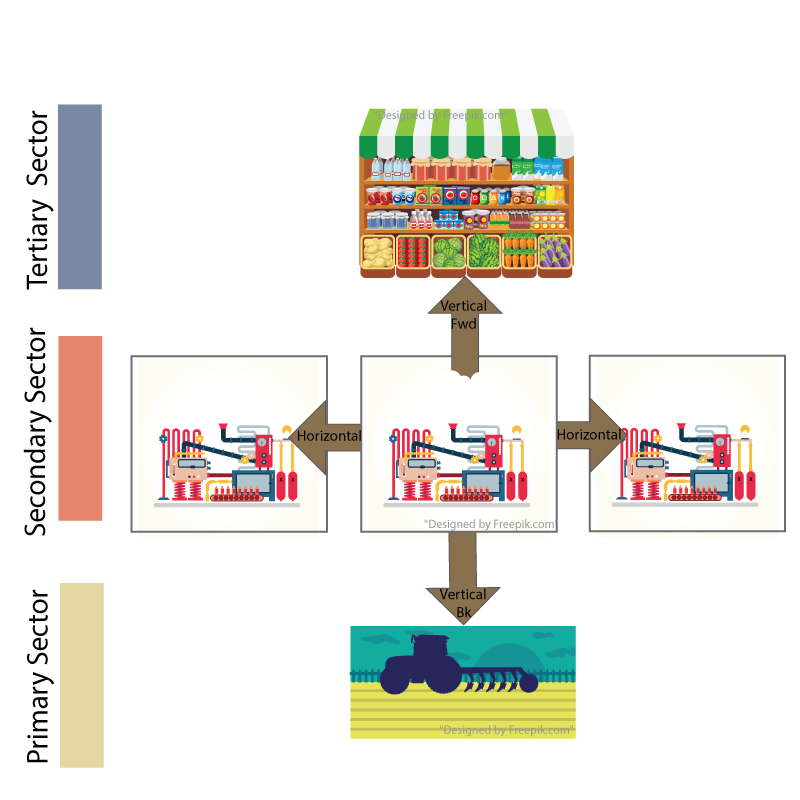 "Designed by Freepik.com"
Tertiary Sector
Vertical
Fwd
Secondary Sector
Horizontal
Horizontal
"Designed by Freepik.com"
Vertical
Bk
Primary Sector
"Designed by Freepik.com"